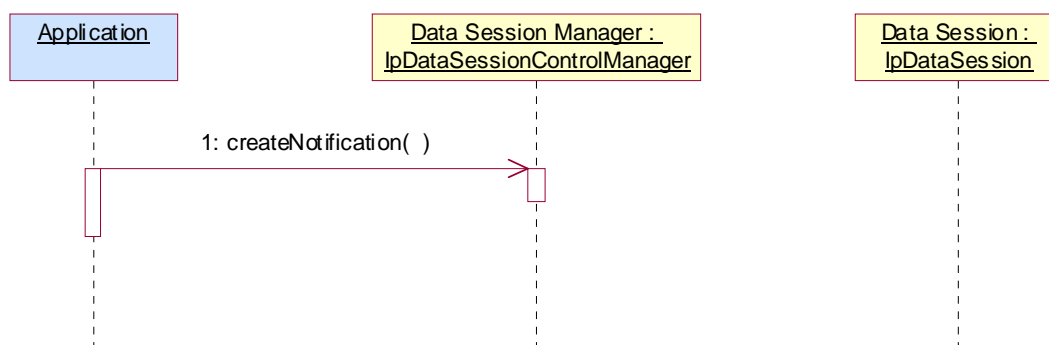 Application
Data Session Manager :
IpDataSessionControlManager
Data Session :
IpDataSession
1: createNotification( )